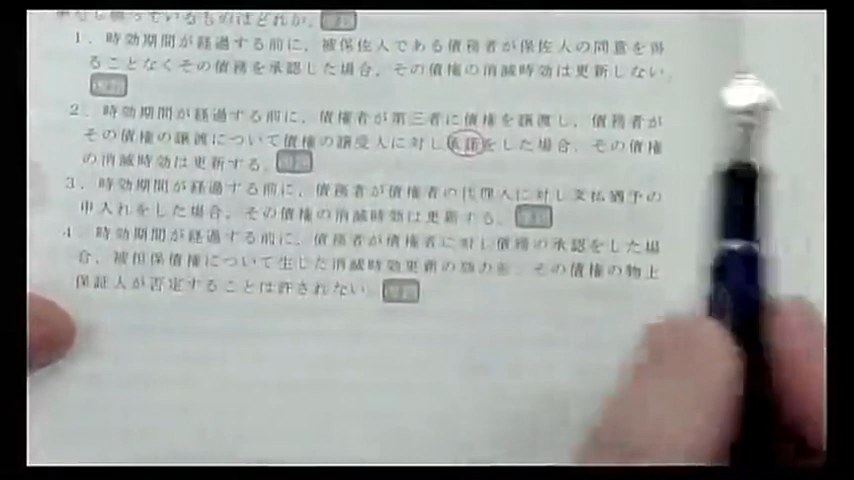 っているものはどれか。
1．時効期間が経過する前に，被保佐人である債務者が保佐人の同意を得
ることなくその債務を承認した場合，その債権の消滅時効は更新しない。
2．時効期間が経過する前に，債権者が第三者に債権を譲渡し，債務者が
その債権の譲渡について債権の譲受人に対し承諾をした場合，その債権
の消滅時効は更新する。
3．時効期間が経過する前に，債務者が債権者の代理人に対し支払猶予の
申入れをした場合，その債権の消滅時効は更新する。
4．時効期間が経過する前に，債務者が債権者に対し債務の承認をした場
合，被担保債権について生じた消滅時効更新の効力を，その債権の物上
保証人が否定することは許されない。